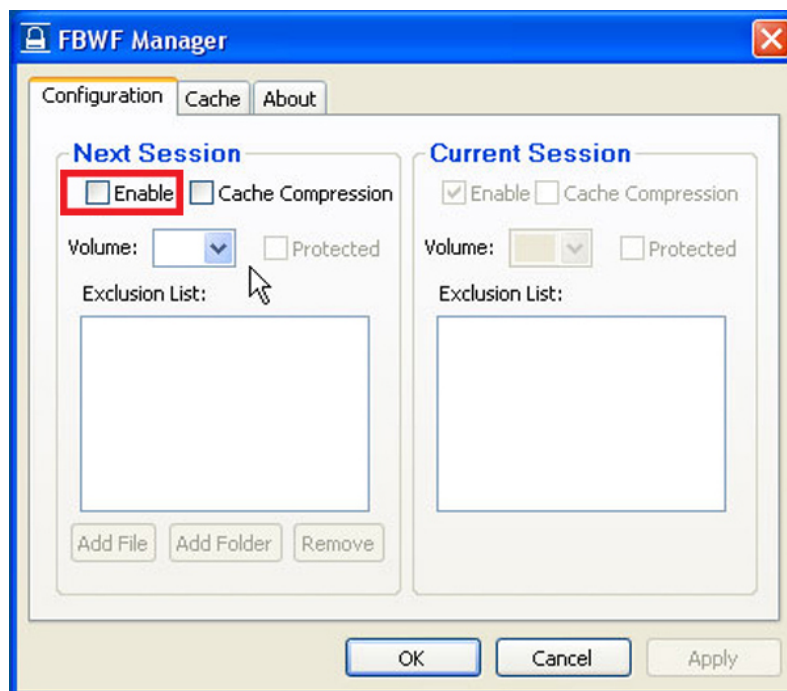 FBWF Manager
Configuration Cache About
Next Session
Enable Cache Compression
Volume: Protected
Exclusion List:
Add File Add Folder Remove
Current Session
Enable Cache Compression
Volume: Protected
Exclusion List:
OK Cancel Apply